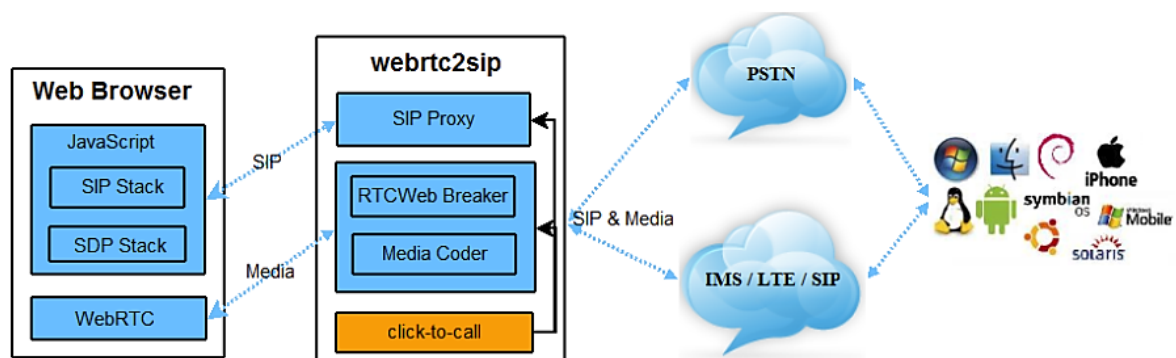 Web Browser
JavaScript
SIP Stack
SDP Stack
WebRTC
SIP
Media
webrtc2sip
SIP Proxy
RTCWeb Breaker
Media Coder
click-to-call
SIP & Media
PSTN
IMS / LTE / SIP
iPhone
symbian
OS
Windows
Mobile
solaris